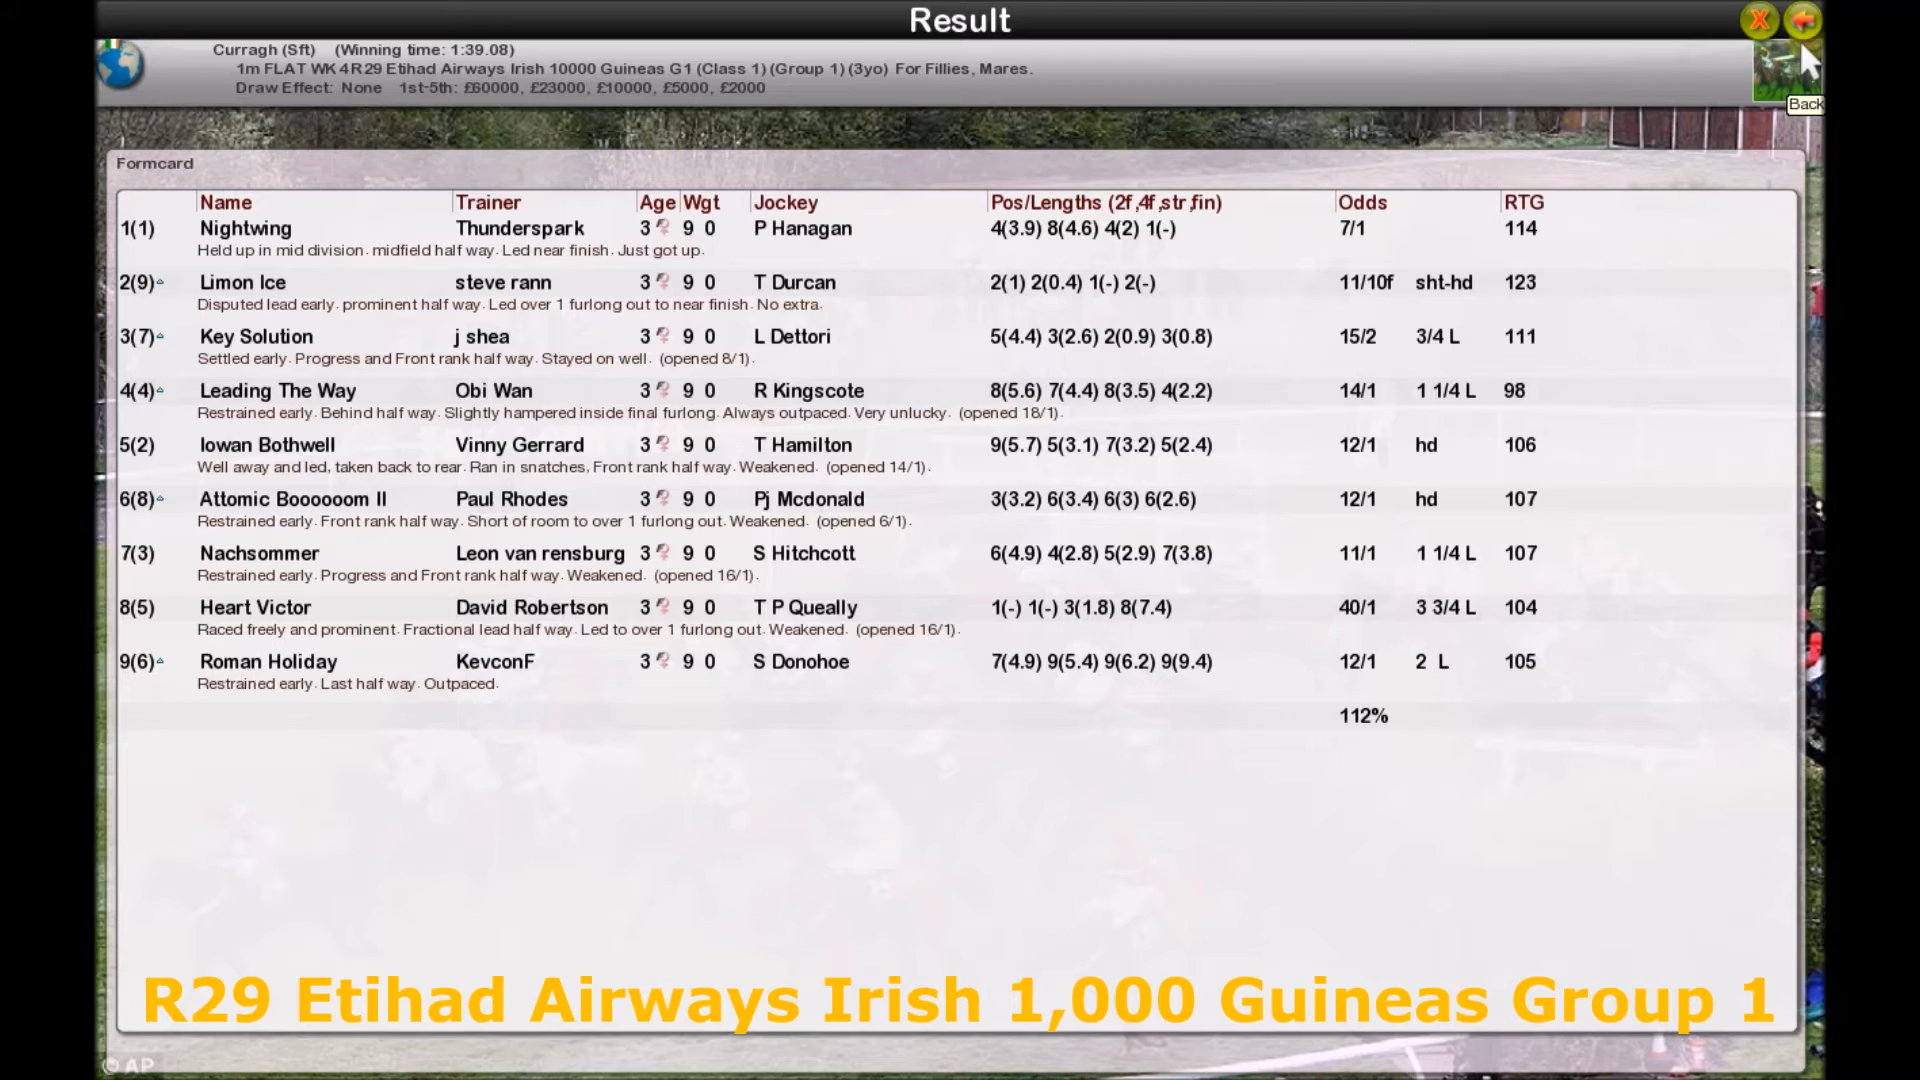 Result
Curragh (Sft) (Winning time: 1:39.08)
1m FLAT WK 4 R29 Etihad Airways Irish 10000 Guineas G1 (Class 1) (Group 1) (3yo) For Fillies, Mares.
Draw Effect: None 1st-5th: £60000, £23000, £10000, £5000, £2000
Back
Formcard
Name Trainer Age Wgt Jockey Pos/Lengths (2f,4f,str,fin) Odds RTG
1(1) Nightwing Thunderspark 3 9 0 P Hanagan 4(3.9) 8(4.6) 4(2) 1(-) 7/1 114
Held up in mid division. midfield half way. Led near finish. Just got up.
2(9) Limon Ice steve rann 3 9 0 T Durcan 2(1) 2(0.4) 1(-) 2(-) 11/10f sht-hd 123
Disputed lead early. prominent half way. Led over 1 furlong out to near finish. No extra.
3(7) Key Solution j shea 3 9 0 L Dettori 5(4.4) 3(2.6) 2(0.9) 3(0.8) 15/2 3/4 L 111
Settled early. Progress and Front rank half way. Stayed on well. (opened 8/1).
4(4) Leading The Way Obi Wan 3 9 0 R Kingscote 8(5.6) 7(4.4) 8(3.5) 4(2.2) 14/1 1 1/4 L 98
Restrained early. Behind half way. Slightly hampered inside final furlong. Always outpaced. Very unlucky. (opened 18/1).
5(2) Iowan Bothwell Vinny Gerrard 3 9 0 T Hamilton 9(5.7) 5(3.1) 7(3.2) 5(2.4) 12/1 hd 106
Well away and led, taken back to rear. Ran in snatches, Front rank half way. Weakened. (opened 14/1).
6(8) Attomic Boooooom II Paul Rhodes 3 9 0 Pj Mcdonald 3(3.2) 6(3.4) 6(3) 6(2.6) 12/1 hd 107
Restrained early. Front rank half way. Short of room to over 1 furlong out. Weakened. (opened 6/1).
7(3) Nachsommer Leon van rensburg 3 9 0 S Hitchcott 6(4.9) 4(2.8) 5(2.9) 7(3.8) 11/1 1 1/4 L 107
Restrained early. Progress and Front rank half way. Weakened. (opened 16/1).
8(5) Heart Victor David Robertson 3 9 0 T P Queally 1(-) 1(-) 3(1.8) 8(7.4) 40/1 3 3/4 L 104
Raced freely and prominent. Fractional lead half way. Led to over 1 furlong out. Weakened. (opened 16/1).
9(6) Roman Holiday KevconF 3 9 0 S Donohoe 7(4.9) 9(5.4) 9(6.2) 9(9.4) 12/1 2 L 105
Restrained early. Last half way. Outpaced.
112%
R29 Etihad Airways Irish 1,000 Guineas Group 1
© AP